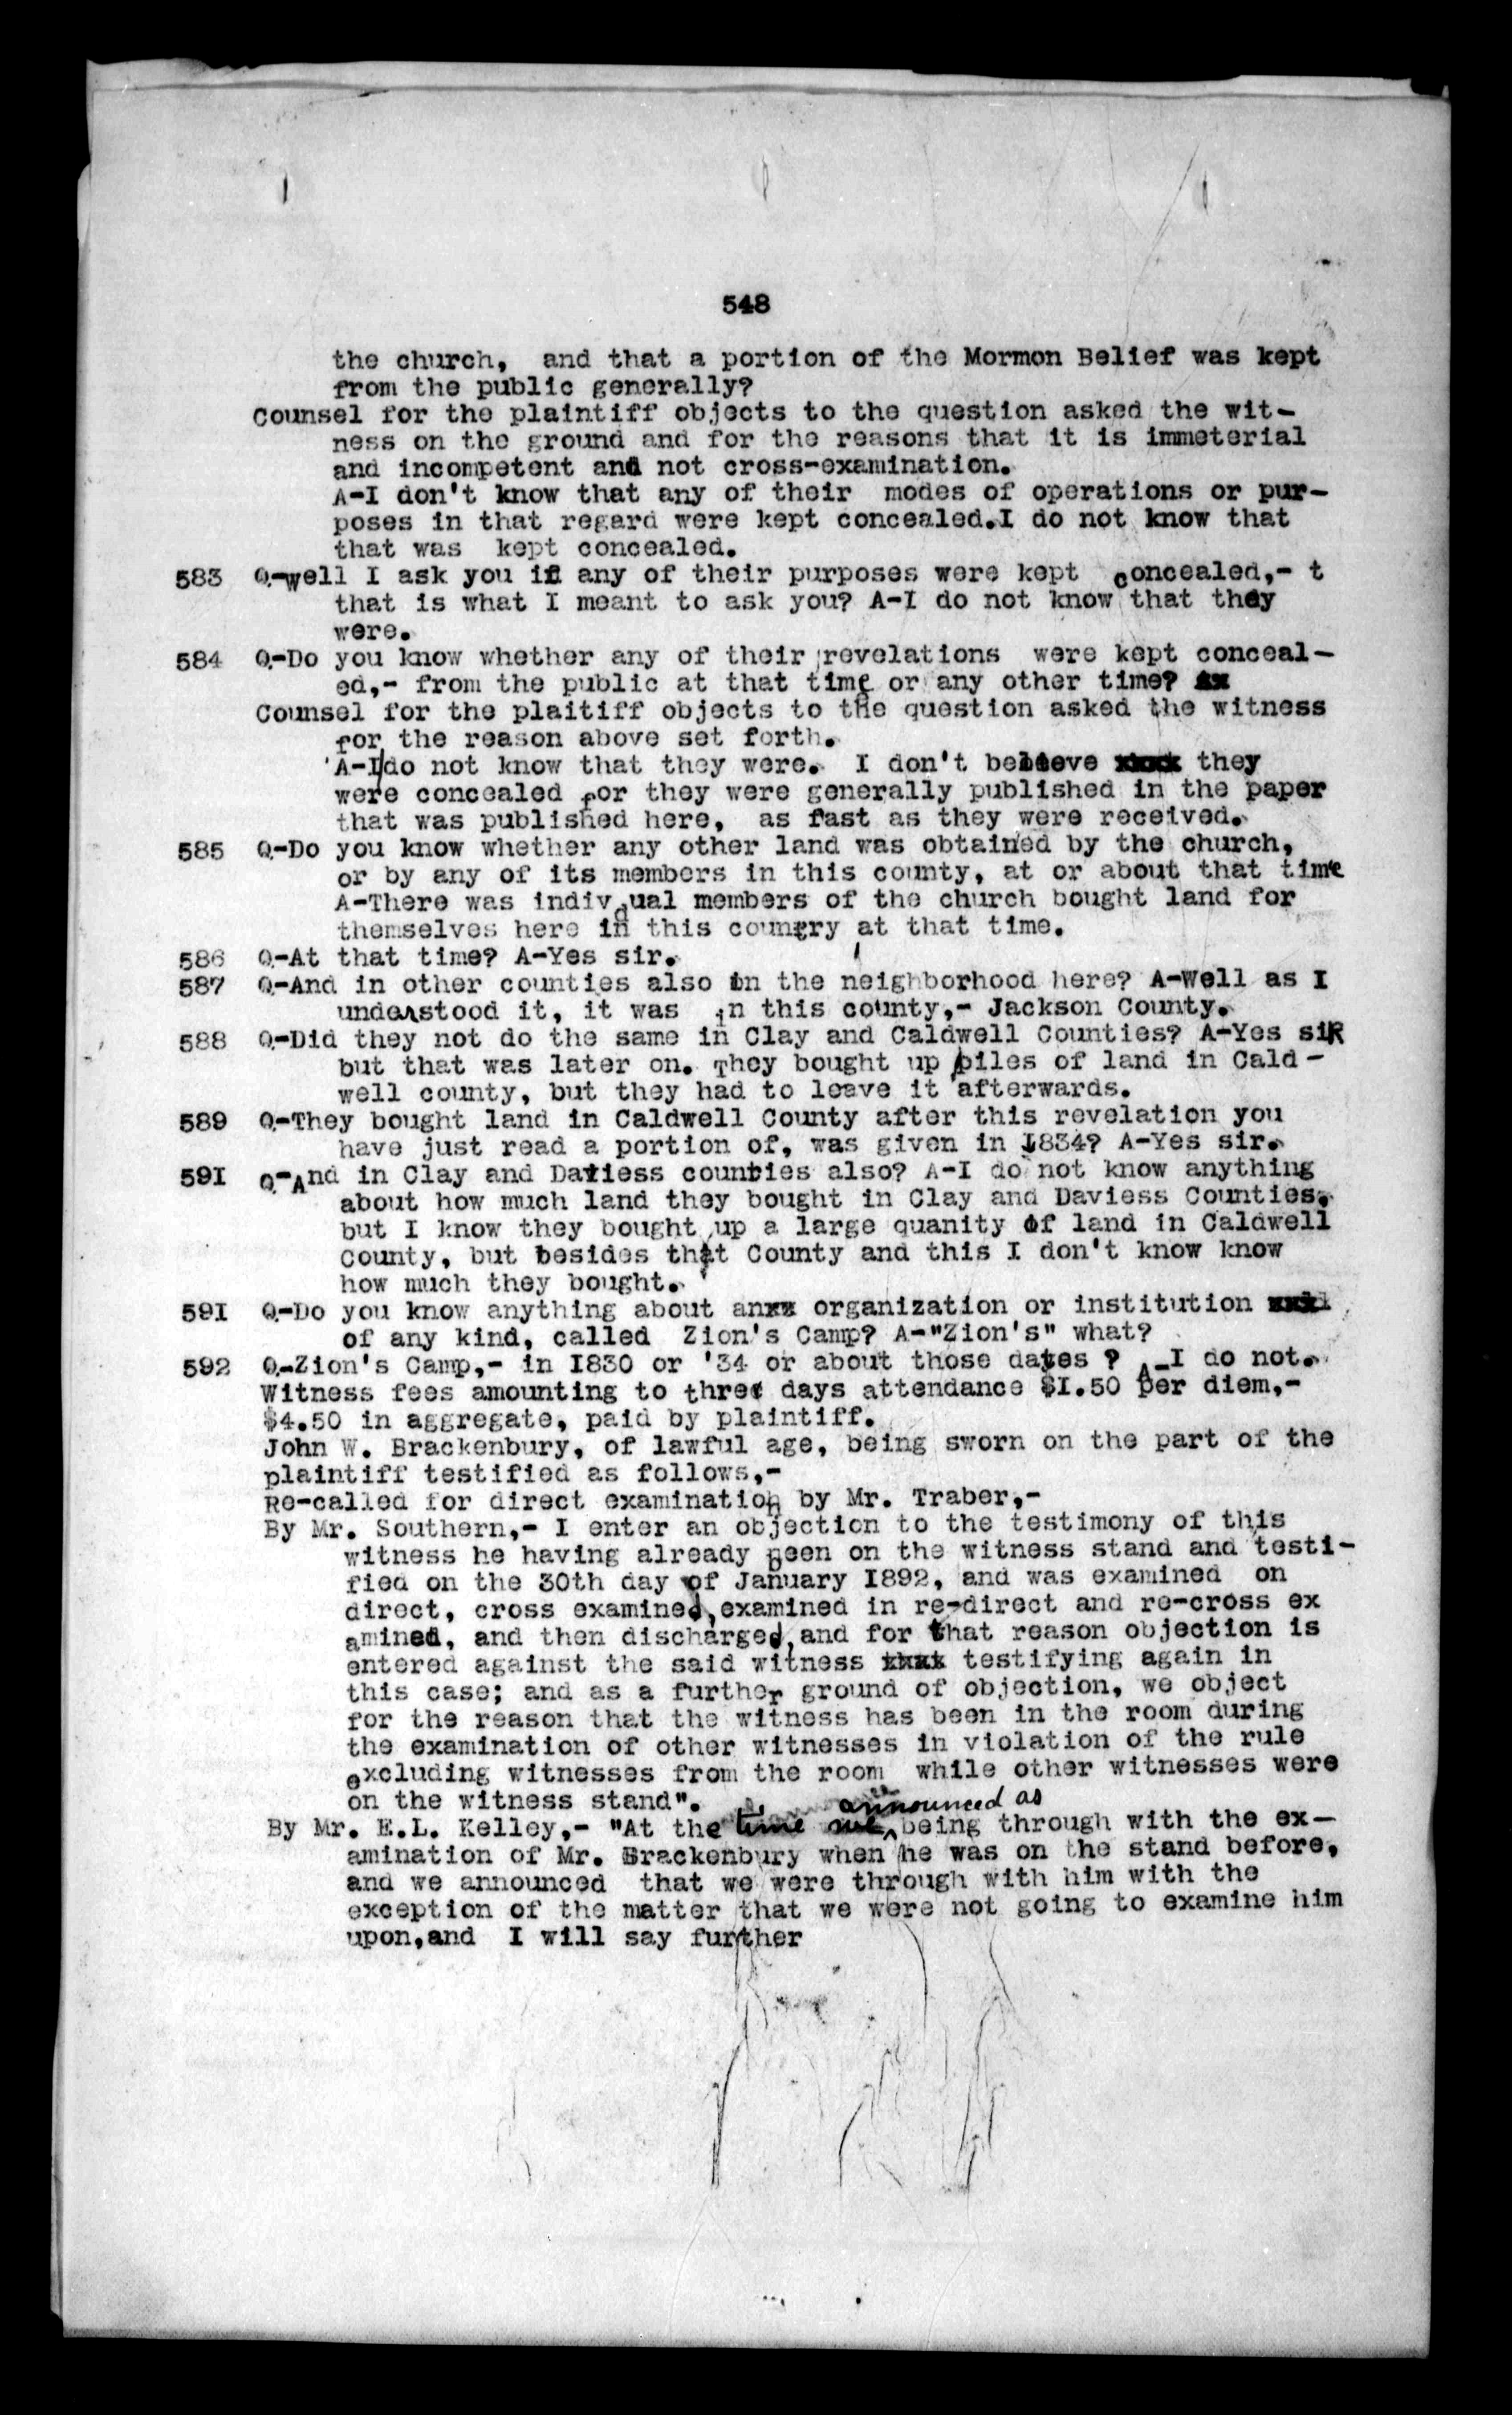 548
the church, and that a portion of the Mormon Belief was kept
from the public generally?
Counsel for the plaintiff objects to the question asked the wit-
ness on the ground and for the reasons that it is immeterial
and incompetent and not cross-examination.
A-I don't know that any of their modes of operations or pur-
poses in that regard were kept concealed. I do not know that
that was kept concealed.
583 Q-Well I ask you if any of their purposes were kept concealed,- t
that is what I meant to ask you? A-I do not know that they
were.
584 Q-Do you know whether any of their revelations were kept conceal-
ed,- from the public at that time or any other time? Ax
Counsel for the plaitiff objects to the question asked the witness
for the reason above set forth.
A-I do not know that they were. I don't believe xxxx they
were concealed for they were generally published in the paper
that was published here, as fast as they were received.
585 Q-Do you know whether any other land was obtained by the church,
or by any of its members in this county, at or about that time
A-There was indivdual members of the church bought land for
themselves here in this counrry at that time.
586 Q-At that time? A-Yes sir.
587 Q-And in other counties also in the neighborhood here? A-Well as I
understood it, it was in this county,- Jackson County.
588 Q-Did they not do the same in Clay and Caldwell Counties? A-Yes siR
but that was later on. They bought up piles of land in Cald -
well county, but they had to leave it afterwards.
589 Q-They bought land in Caldwell County after this revelation you
have just read a portion of, was given in I834? A-Yes sir.
59I Q-And in Clay and Daviess counties also? A-I do not know anything
about how much land they bought in Clay and Daviess Counties.
but I know they bought up a large quanity of land in Caldwell
County, but besides that County and this I don't know know
how much they bought.
59I Q-Do you know anything about anxx organization or institution xxxl
of any kind, called Zion's Camp? A-"Zion's" what?
592 Q-Zion's Camp,- in I830 or '34 or about those dates ? A-I do not.
Witness fees amounting to three days attendance $I.50 per diem,-
$4.50 in aggregate, paid by plaintiff.
John W. Brackenbury, of lawful age, being sworn on the part of the
plaintiff testified as follows,-
Re-called for direct examination by Mr. Traber,-
By Mr. Southern,- I enter an objection to the testimony of this
witness he having already been on the witness stand and testi-
fied on the 30th day of January I892, and was examined on
direct, cross examined, examined in re-direct and re-cross ex
amined, and then discharged, and for that reason objection is
entered against the said witness xxxx testifying again in
this case; and as a further ground of objection, we object
for the reason that the witness has been in the room during
the examination of other witnesses in violation of the rule
excluding witnesses from the room while other witnesses were
on the witness stand".
announced as
By Mr. E.L. Kelley,- "At the time we being through with the ex-
amination of Mr. Brackenbury when he was on the stand before,
and we announced that we were through with him with the
exception of the matter that we were not going to examine him
upon, and I will say further